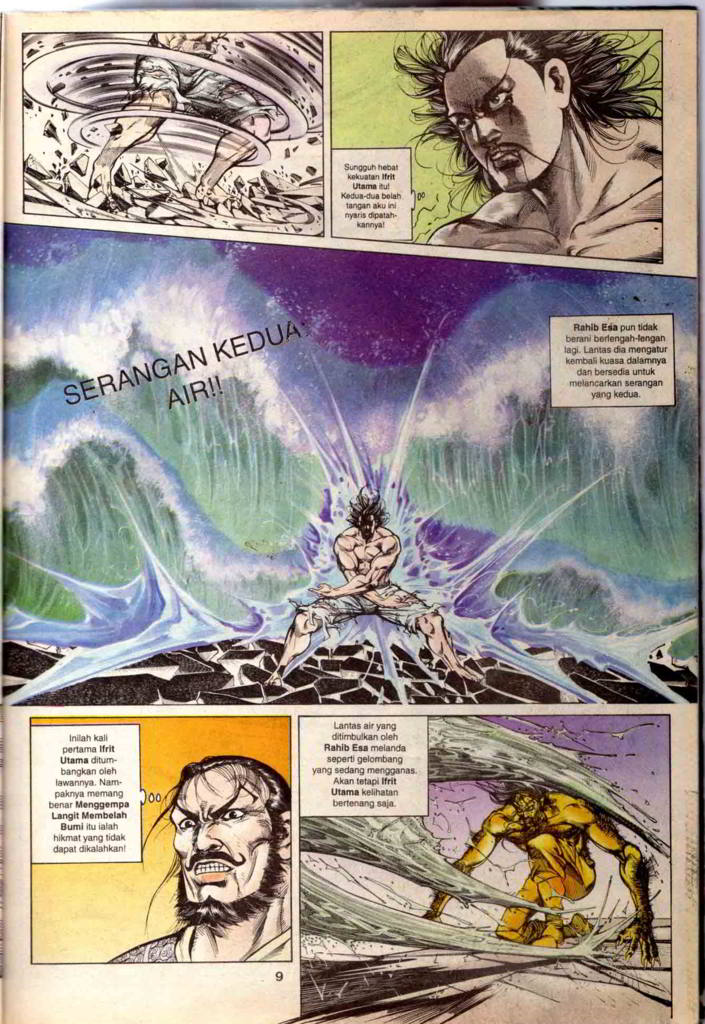 Sungguh hebat
kekuatan Ifrit
Utama itu!
Kedua-dua belah
tangan aku ini
nyaris dipatah-
kannya!
SERANGAN KEDUA
AIR!!
Rahib Esa pun tidak
berani berlengah-lengah
lagi. Lantas dia mengatur
kembali kuasa dalamnya
dan bersedia untuk
melancarkan serangan
yang kedua.
Inilah kali
pertama Ifrit
Utama ditum-
bangkan oleh
lawannya. Nam-
paknya memang
benar Menggempa
Langit Membelah
Bumi itu ialah
hikmat yang tidak
dapat dikalahkan!
Lantas air yang
ditimbulkan oleh
Rahib Esa melanda
seperti gelombang
yang sedang mengganas.
Akan tetapi Ifrit
Utama kelihatan
bertenang saja.
9